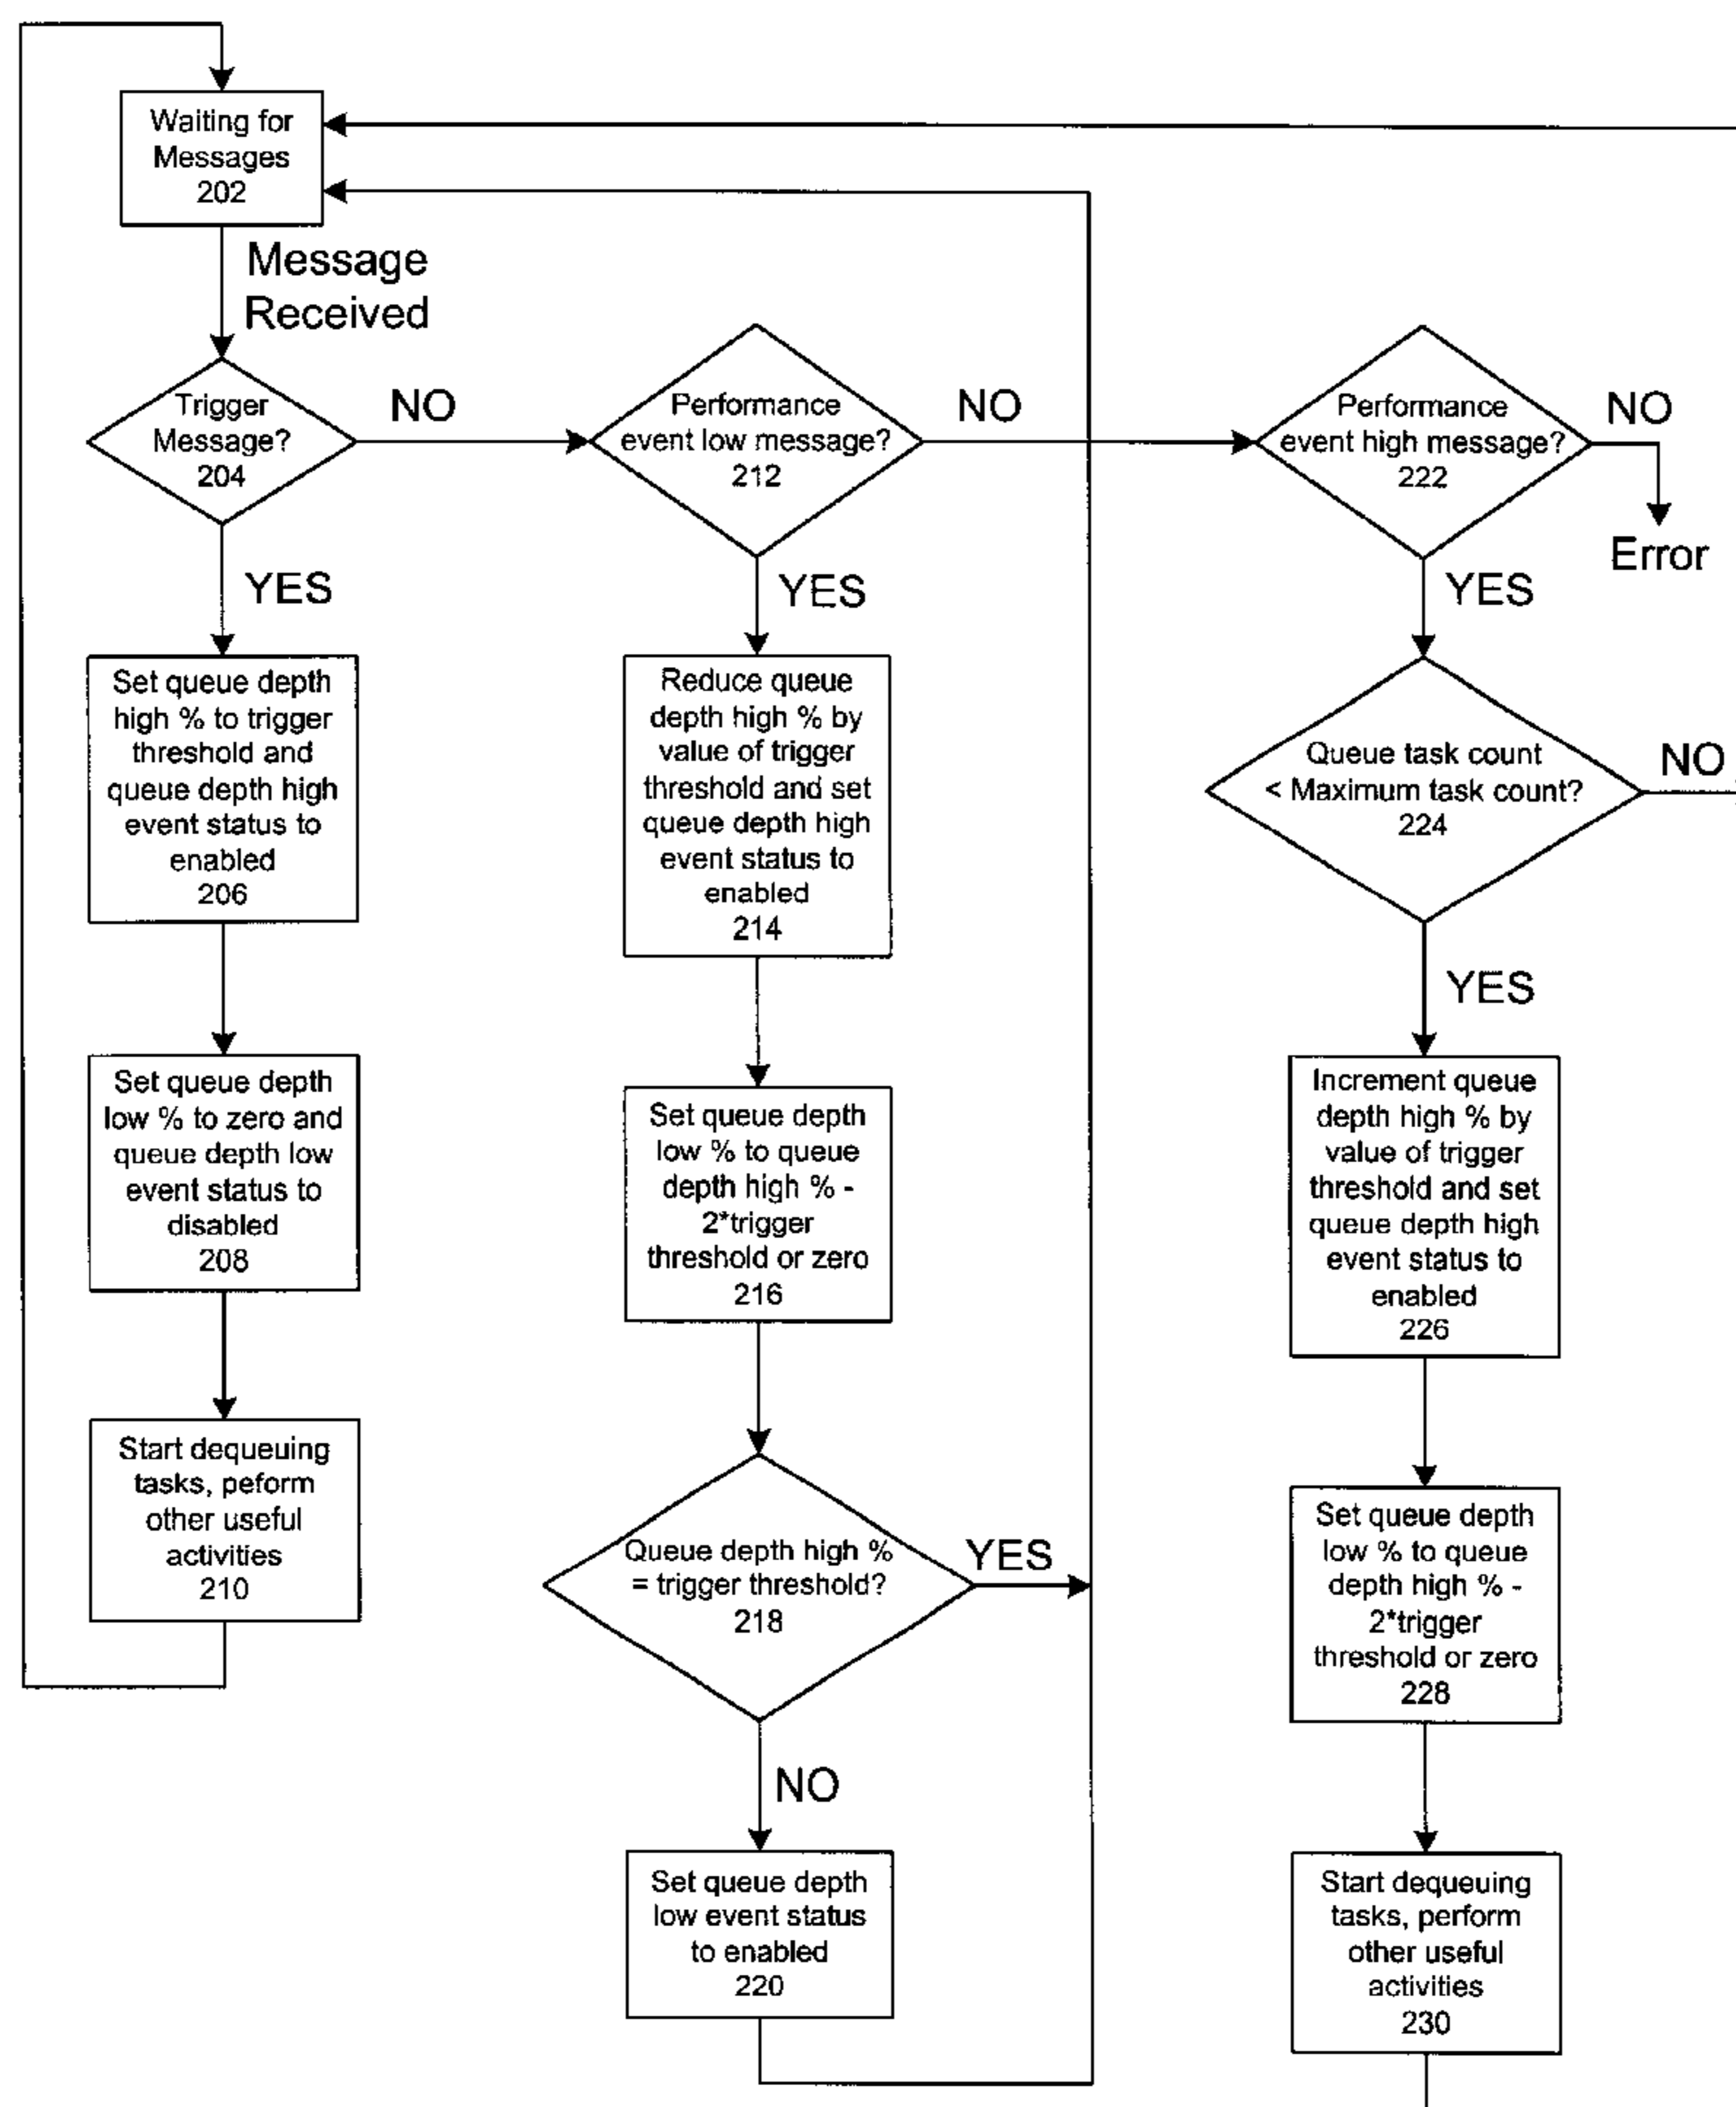 Waiting for
Messages
202
Message
Received
Trigger
Message?
204
NO
Performance
event low message?
212
NO
Performance
event high message?
222
NO
Error
YES
YES
YES
Set queue depth
high % to trigger
threshold and
queue depth high
event status to
enabled
206
Reduce queue
depth high % by
value of trigger
threshold and set
queue depth high
event status to
enabled
214
Queue task count
< Maximum task count?
224
NO
YES
Set queue depth
low % to zero and
queue depth low
event status to
disabled
208
Set queue depth
low % to queue
depth high % -
2*trigger
threshold or zero
216
Increment queue
depth high % by
value of trigger
threshold and set
queue depth high
event status to
enabled
226
Start dequeuing
tasks, peform
other useful
activities
210
Queue depth high %
= trigger threshold?
218
YES
Set queue depth
low % to queue
depth high % -
2*trigger
threshold or zero
228
NO
Set queue depth
low event status
to enabled
220
Start dequeuing
tasks, perform
other useful
activities
230